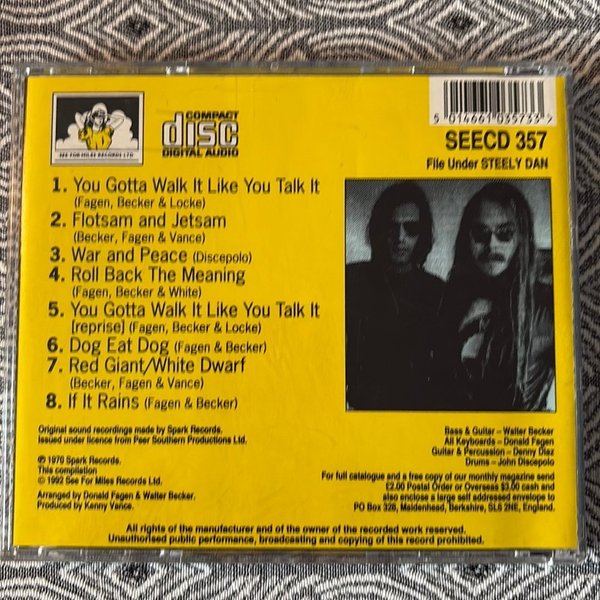 SEE FOR MILES RECORDS LTD
COMPACT
disc
DIGITAL AUDIO
5 014661 035733 >
SEECD 357
File Under STEELY DAN
1. You Gotta Walk It Like You Talk It
(Fagen, Becker & Locke)
2. Flotsam and Jetsam
(Becker, Fagen & Vance)
3. War and Peace (Discepolo)
4. Roll Back The Meaning
(Fagen, Becker & White)
5. You Gotta Walk It Like You Talk It
[reprise] (Fagen, Becker & Locke)
6. Dog Eat Dog (Fagen & Becker)
7. Red Giant/White Dwarf
(Becker, Fagen & Vance)
8. If It Rains (Fagen & Becker)
Original sound recordings made by Spark Records.
Issued under licence from Peer Southern Productions Ltd.
℗ 1970 Spark Records.
This compilation
© 1992 See For Miles Records Ltd.
Arranged by Donald Fagen & Walter Becker.
Produced by Kenny Vance.
Bass & Guitar – Walter Becker
All Keyboards – Donald Fagen
Guitar & Percussion – Denny Diaz
Drums – John Discepolo
For full catalogue and a free copy of our monthly magazine send
£2.00 Postal Order or Overseas $3.00 cash and
also enclose a large self addressed envelope to
PO Box 328, Maidenhead, Berkshire, SL6 2NE, England.
All rights of the manufacturer and of the owner of the recorded work reserved.
Unauthorised public performance, broadcasting and copying of this record prohibited.